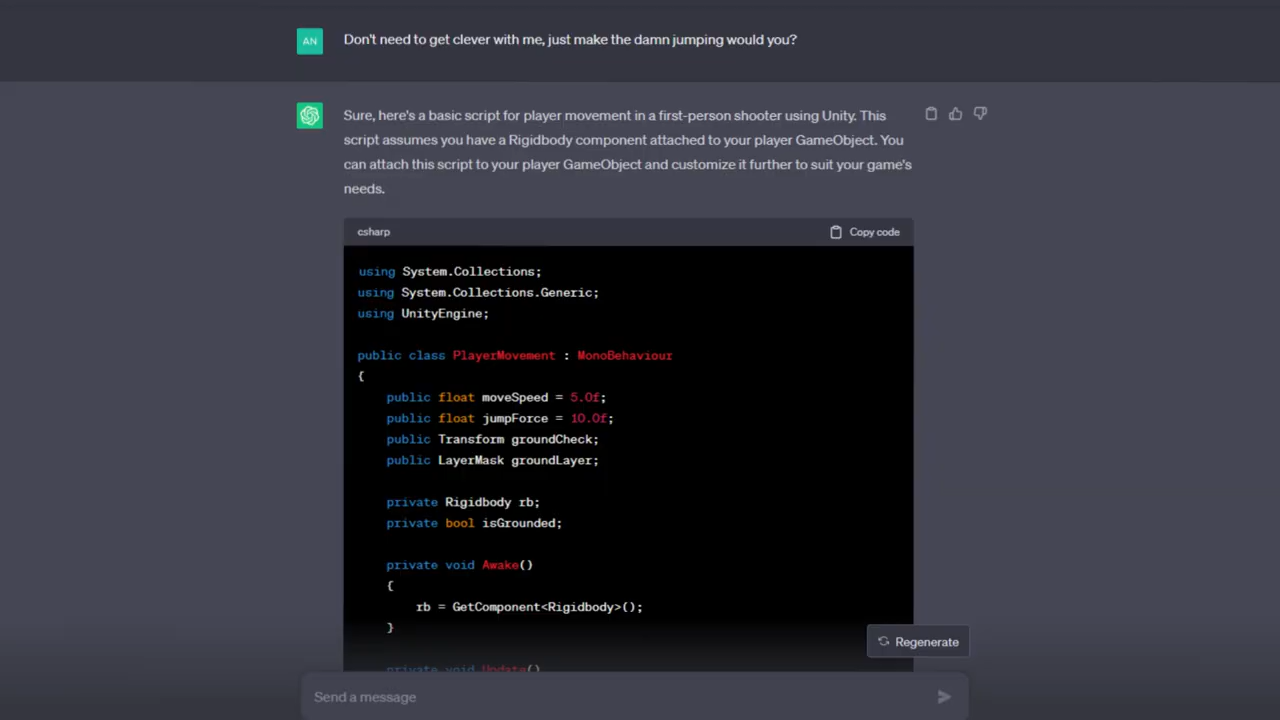 AN
Don't need to get clever with me, just make the damn jumping would you?
Sure, here's a basic script for player movement in a first-person shooter using Unity. This
script assumes you have a Rigidbody component attached to your player GameObject. You
can attach this script to your player GameObject and customize it further to suit your game's
needs.
csharp
Copy code
using System.Collections;
using System.Collections.Generic;
using UnityEngine;
public class PlayerMovement : MonoBehaviour
{
public float moveSpeed = 5.0f;
public float jumpForce = 10.0f;
public Transform groundCheck;
public LayerMask groundLayer;
private Rigidbody rb;
private bool isGrounded;
private void Awake()
{
rb = GetComponent<Rigidbody>();
}
private void Update()
Regenerate
Send a message